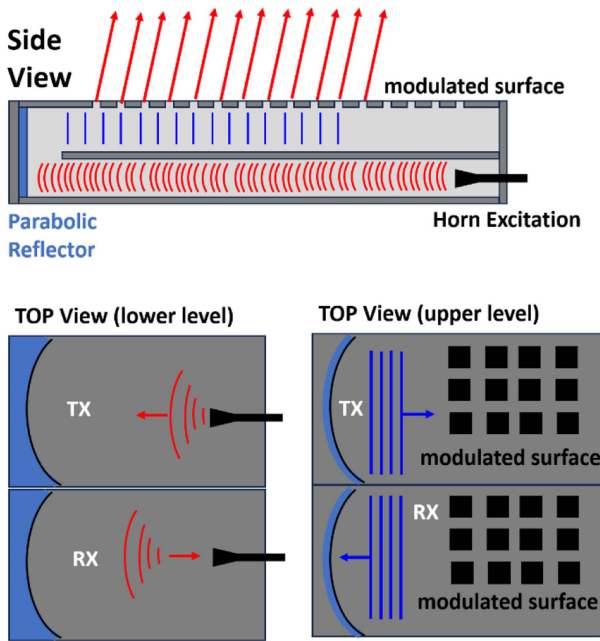 Side
View
modulated surface
Parabolic
Reflector
Horn Excitation
TOP View (lower level)
TOP View (upper level)
TX
TX
modulated surface
RX
RX
modulated surface